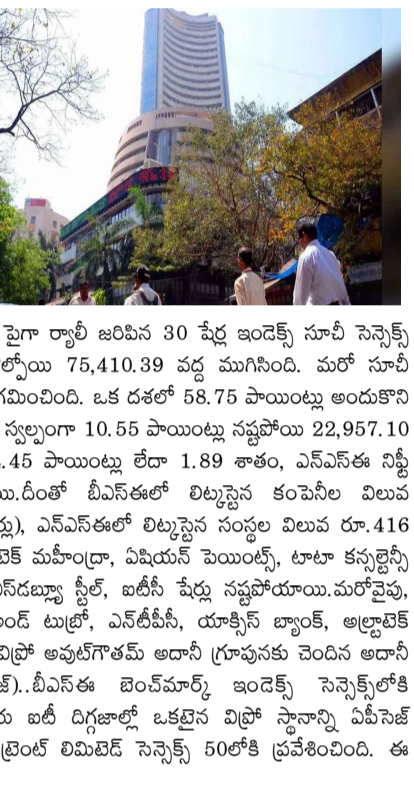 పైగా ర్యాలీ జరిపిన 30 షేర్ల ఇండెక్స్ సూచీ సెన్సెక్స్
ల్పోయి 75,410.39 వద్ద ముగిసింది. మరో సూచీ
గమించింది. ఒక దశలో 58.75 పాయింట్లు అందుకొని
స్వల్పంగా 10.55 పాయింట్లు నష్టపోయి 22,957.10
.45 పాయింట్లు లేదా 1.89 శాతం, ఎన్ఎస్ఈ నిఫ్టీ
యి.దీంతో బీఎస్ఈలో లిట్కస్టైన కంపెనీల విలువ
ర్లు), ఎన్ఎస్ఈలో లిట్కస్టైన సంస్థల విలువ రూ.416
టెక్ మహీంద్రా, ఏషియన్ పెయింట్స్, టాటా కన్సల్టెన్సీ
ఎస్‌డబ్ల్యూ స్టీల్, ఐటీసీ షేర్లు నష్టపోయాయి.మరోవైపు,
అండ్ టుబ్రో, ఎన్‌టీపీసీ, యాక్సిస్ బ్యాంక్, అల్ట్రాటెక్
విప్రో అవుట్‌గౌతమ్ అదానీ గ్రూపునకు చెందిన అదానీ
జ్)..బీఎస్ఈ బెంచ్‌మార్క్ ఇండెక్స్ సెన్సెక్స్‌లోకి
రు ఐటీ దిగ్గజాల్లో ఒకటైన విప్రో స్థానాన్ని ఏపీసెజ్
ట్రెంట్ లిమిటెడ్ సెన్సెక్స్ 50లోకి ప్రవేశించింది. ఈ